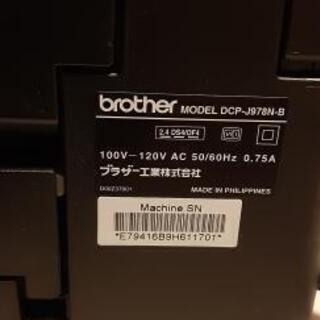 brother MODEL DCP-J978N-B
2.4 DS4/DF4
100V－120V AC 50/60Hz 0.75A
ブラザー工業株式会社
MADE IN PHILIPPINES
Machine SN
*E79416B9H611701*